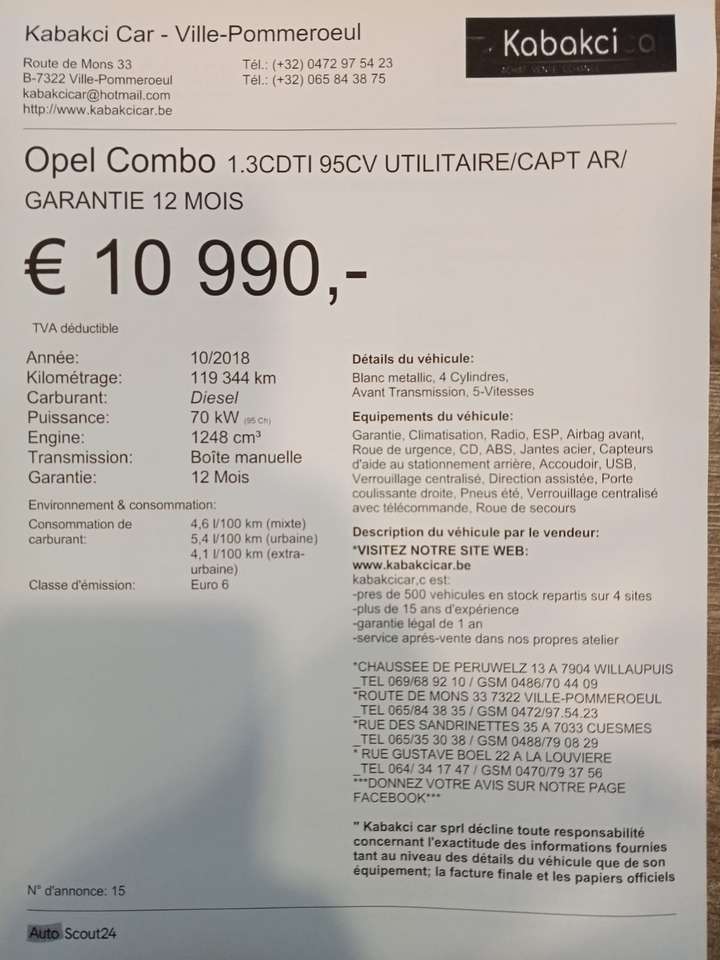 Kabakci Car - Ville-Pommeroeul
Route de Mons 33
B-7322 Ville-Pommeroeul
kabakcicar@hotmail.com
http://www.kabakcicar.be
Tél.: (+32) 0472 97 54 23
Tél.: (+32) 065 84 38 75
Kabakci ca
ACHAT VENTE ECHANGE
Opel Combo 1.3CDTI 95CV UTILITAIRE/CAPT AR/
GARANTIE 12 MOIS
€ 10 990,-
TVA déductible
Année: 10/2018
Kilométrage: 119 344 km
Carburant: Diesel
Puissance: 70 kW (95 Ch)
Engine: 1248 cm³
Transmission: Boîte manuelle
Garantie: 12 Mois
Environnement & consommation:
Consommation de 4,6 l/100 km (mixte)
carburant: 5,4 l/100 km (urbaine)
4,1 l/100 km (extra-
urbaine)
Classe d'émission: Euro 6
Détails du véhicule:
Blanc metallic, 4 Cylindres,
Avant Transmission, 5-Vitesses
Equipements du véhicule:
Garantie, Climatisation, Radio, ESP, Airbag avant,
Roue de urgence, CD, ABS, Jantes acier, Capteurs
d'aide au stationnement arrière, Accoudoir, USB,
Verrouillage centralisé, Direction assistée, Porte
coulissante droite, Pneus été, Verrouillage centralisé
avec télécommande, Roue de secours
Description du véhicule par le vendeur:
*VISITEZ NOTRE SITE WEB:
www.kabakcicar.be
kabakcicar,c est:
-pres de 500 vehicules en stock repartis sur 4 sites
-plus de 15 ans d'expérience
-garantie légal de 1 an
-service aprés-vente dans nos propres atelier
*CHAUSSEE DE PERUWELZ 13 A 7904 WILLAUPUIS
_TEL 069/68 92 10 / GSM 0486/70 44 09
*ROUTE DE MONS 33 7322 VILLE-POMMEROEUL
_TEL 065/84 38 35 / GSM 0472/97.54.23
*RUE DES SANDRINETTES 35 A 7033 CUESMES
_TEL 065/35 30 38 / GSM 0488/79 08 29
* RUE GUSTAVE BOEL 22 A LA LOUVIERE
_TEL 064/ 34 17 47 / GSM 0470/79 37 56
***DONNEZ VOTRE AVIS SUR NOTRE PAGE
FACEBOOK***
" Kabakci car sprl décline toute responsabilité
concernant l'exactitude des informations fournies
tant au niveau des détails du véhicule que de son
équipement; la facture finale et les papiers officiels
N° d'annonce: 15
Auto Scout24